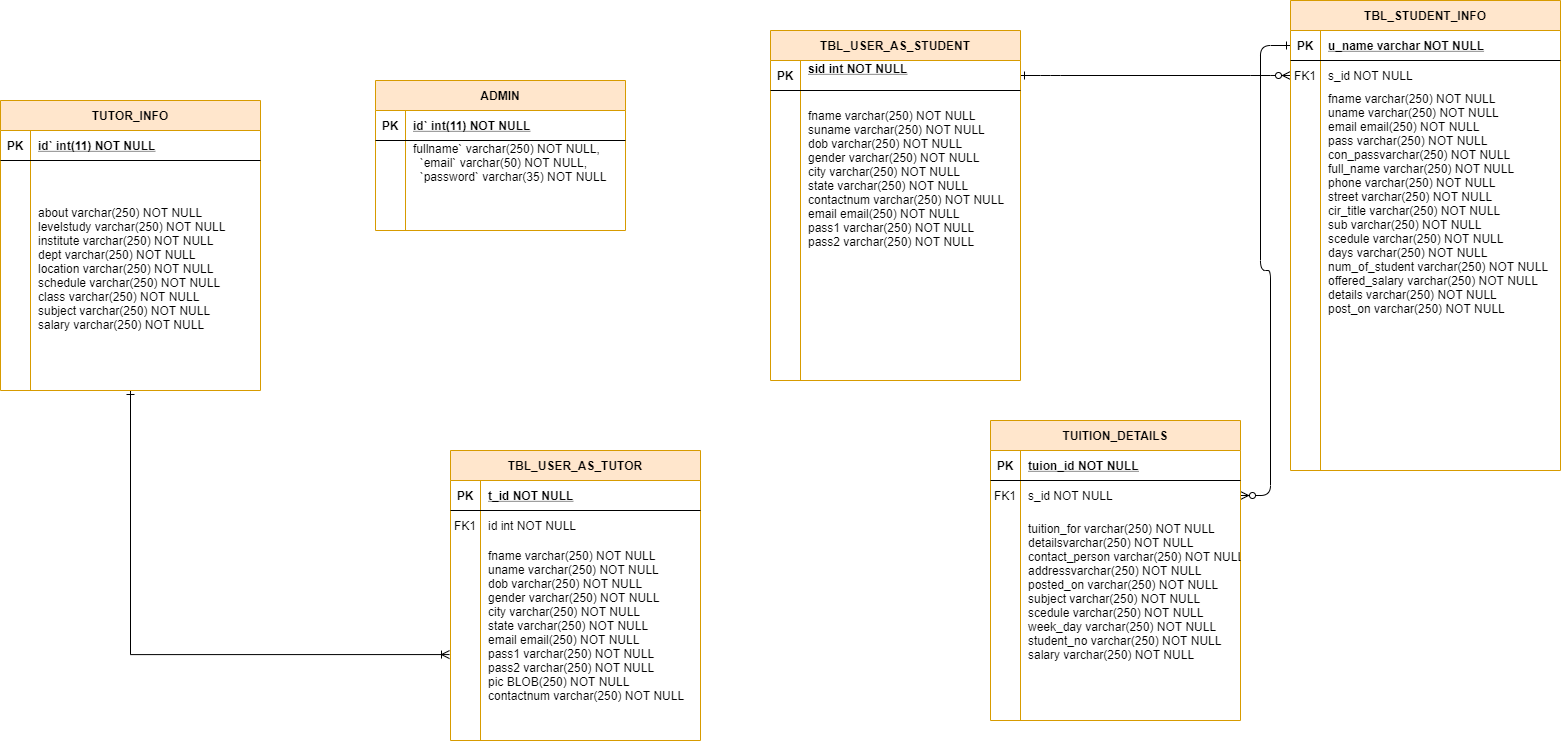 TUTOR_INFO
PK id` int(11) NOT NULL
about varchar(250) NOT NULL
levelstudy varchar(250) NOT NULL
institute varchar(250) NOT NULL
dept varchar(250) NOT NULL
location varchar(250) NOT NULL
schedule varchar(250) NOT NULL
class varchar(250) NOT NULL
subject varchar(250) NOT NULL
salary varchar(250) NOT NULL
ADMIN
PK id` int(11) NOT NULL
fullname` varchar(250) NOT NULL,
`email` varchar(50) NOT NULL,
`password` varchar(35) NOT NULL
TBL_USER_AS_TUTOR
PK t_id NOT NULL
FK1 id int NOT NULL
fname varchar(250) NOT NULL
uname varchar(250) NOT NULL
dob varchar(250) NOT NULL
gender varchar(250) NOT NULL
city varchar(250) NOT NULL
state varchar(250) NOT NULL
email email(250) NOT NULL
pass1 varchar(250) NOT NULL
pass2 varchar(250) NOT NULL
pic BLOB(250) NOT NULL
contactnum varchar(250) NOT NULL
TBL_USER_AS_STUDENT
PK sid int NOT NULL
fname varchar(250) NOT NULL
suname varchar(250) NOT NULL
dob varchar(250) NOT NULL
gender varchar(250) NOT NULL
city varchar(250) NOT NULL
state varchar(250) NOT NULL
contactnum varchar(250) NOT NULL
email email(250) NOT NULL
pass1 varchar(250) NOT NULL
pass2 varchar(250) NOT NULL
TBL_STUDENT_INFO
PK u_name varchar NOT NULL
FK1 s_id NOT NULL
fname varchar(250) NOT NULL
uname varchar(250) NOT NULL
email email(250) NOT NULL
pass varchar(250) NOT NULL
con_passvarchar(250) NOT NULL
full_name varchar(250) NOT NULL
phone varchar(250) NOT NULL
street varchar(250) NOT NULL
cir_title varchar(250) NOT NULL
sub varchar(250) NOT NULL
scedule varchar(250) NOT NULL
days varchar(250) NOT NULL
num_of_student varchar(250) NOT NULL
offered_salary varchar(250) NOT NULL
details varchar(250) NOT NULL
post_on varchar(250) NOT NULL
TUITION_DETAILS
PK tuion_id NOT NULL
FK1 s_id NOT NULL
tuition_for varchar(250) NOT NULL
detailsvarchar(250) NOT NULL
contact_person varchar(250) NOT NULL
addressvarchar(250) NOT NULL
posted_on varchar(250) NOT NULL
subject varchar(250) NOT NULL
scedule varchar(250) NOT NULL
week_day varchar(250) NOT NULL
student_no varchar(250) NOT NULL
salary varchar(250) NOT NULL